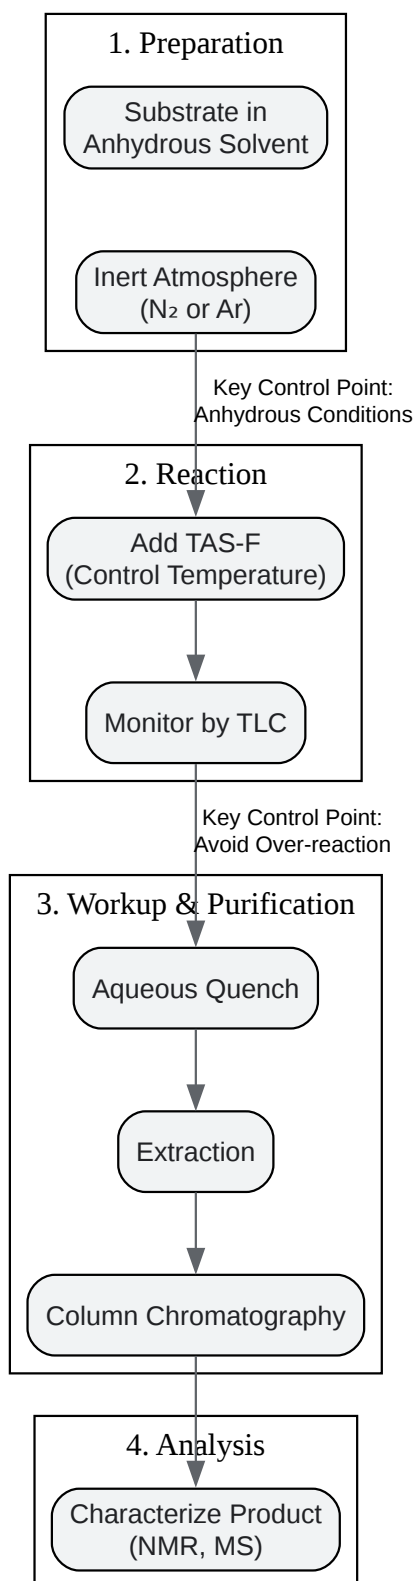 1. Preparation
Substrate in
Anhydrous Solvent
Inert Atmosphere
(N₂ or Ar)
Key Control Point:
Anhydrous Conditions
2. Reaction
Add TAS-F
(Control Temperature)
Monitor by TLC
Key Control Point:
Avoid Over-reaction
3. Workup & Purification
Aqueous Quench
Extraction
Column Chromatography
4. Analysis
Characterize Product
(NMR, MS)